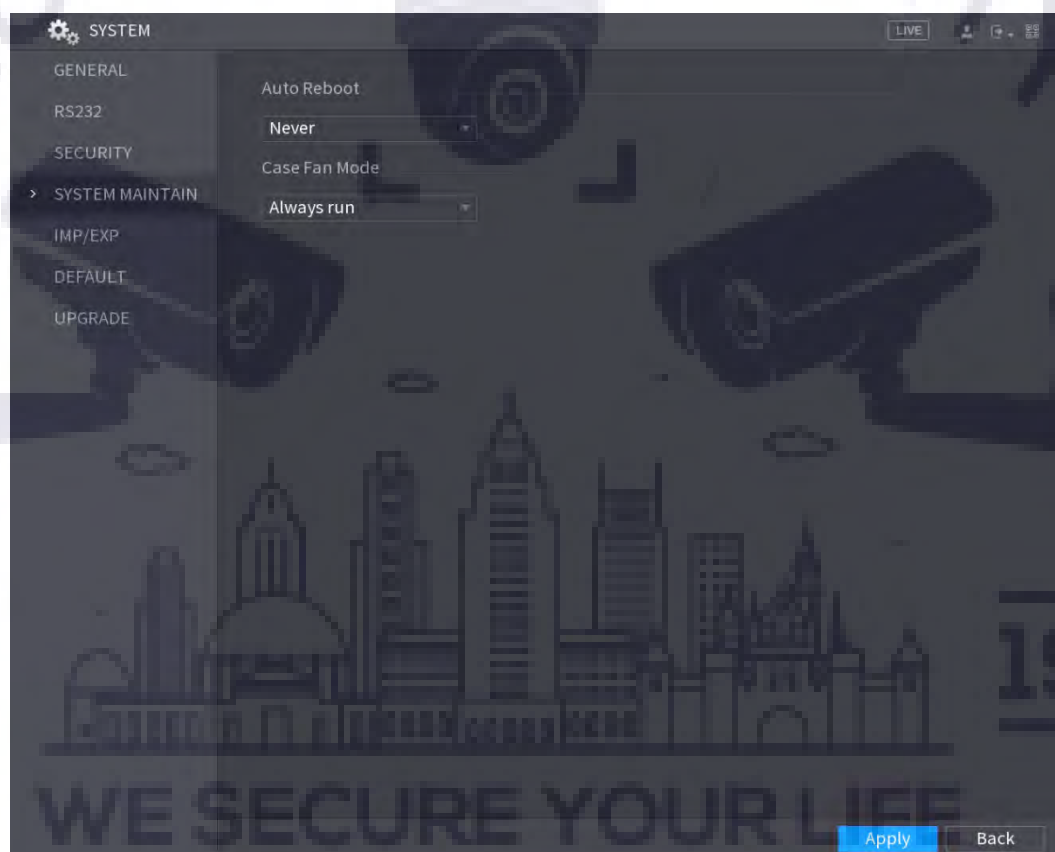 SYSTEM
LIVE
GENERAL
RS232
SECURITY
SYSTEM MAINTAIN
IMP/EXP
DEFAULT
UPGRADE
Auto Reboot
Never
Case Fan Mode
Always run
19
WE SECURE YOUR LIFE
Apply
Back